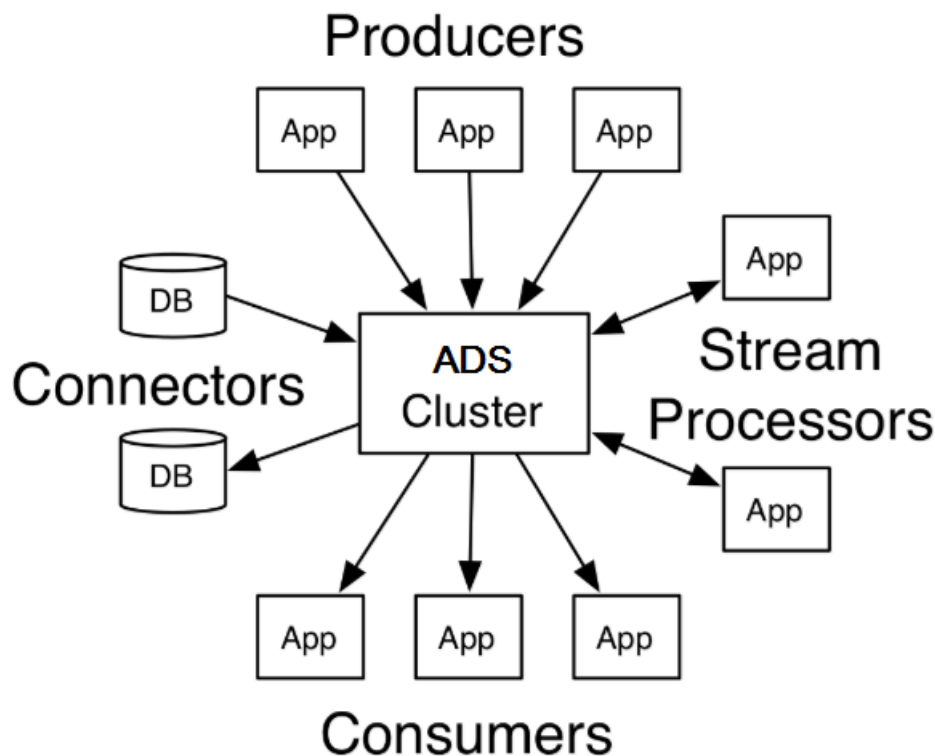 Producers
App
App
App
App
DB
ADS
Cluster
Stream
Processors
Connectors
DB
App
App
App
App
Consumers